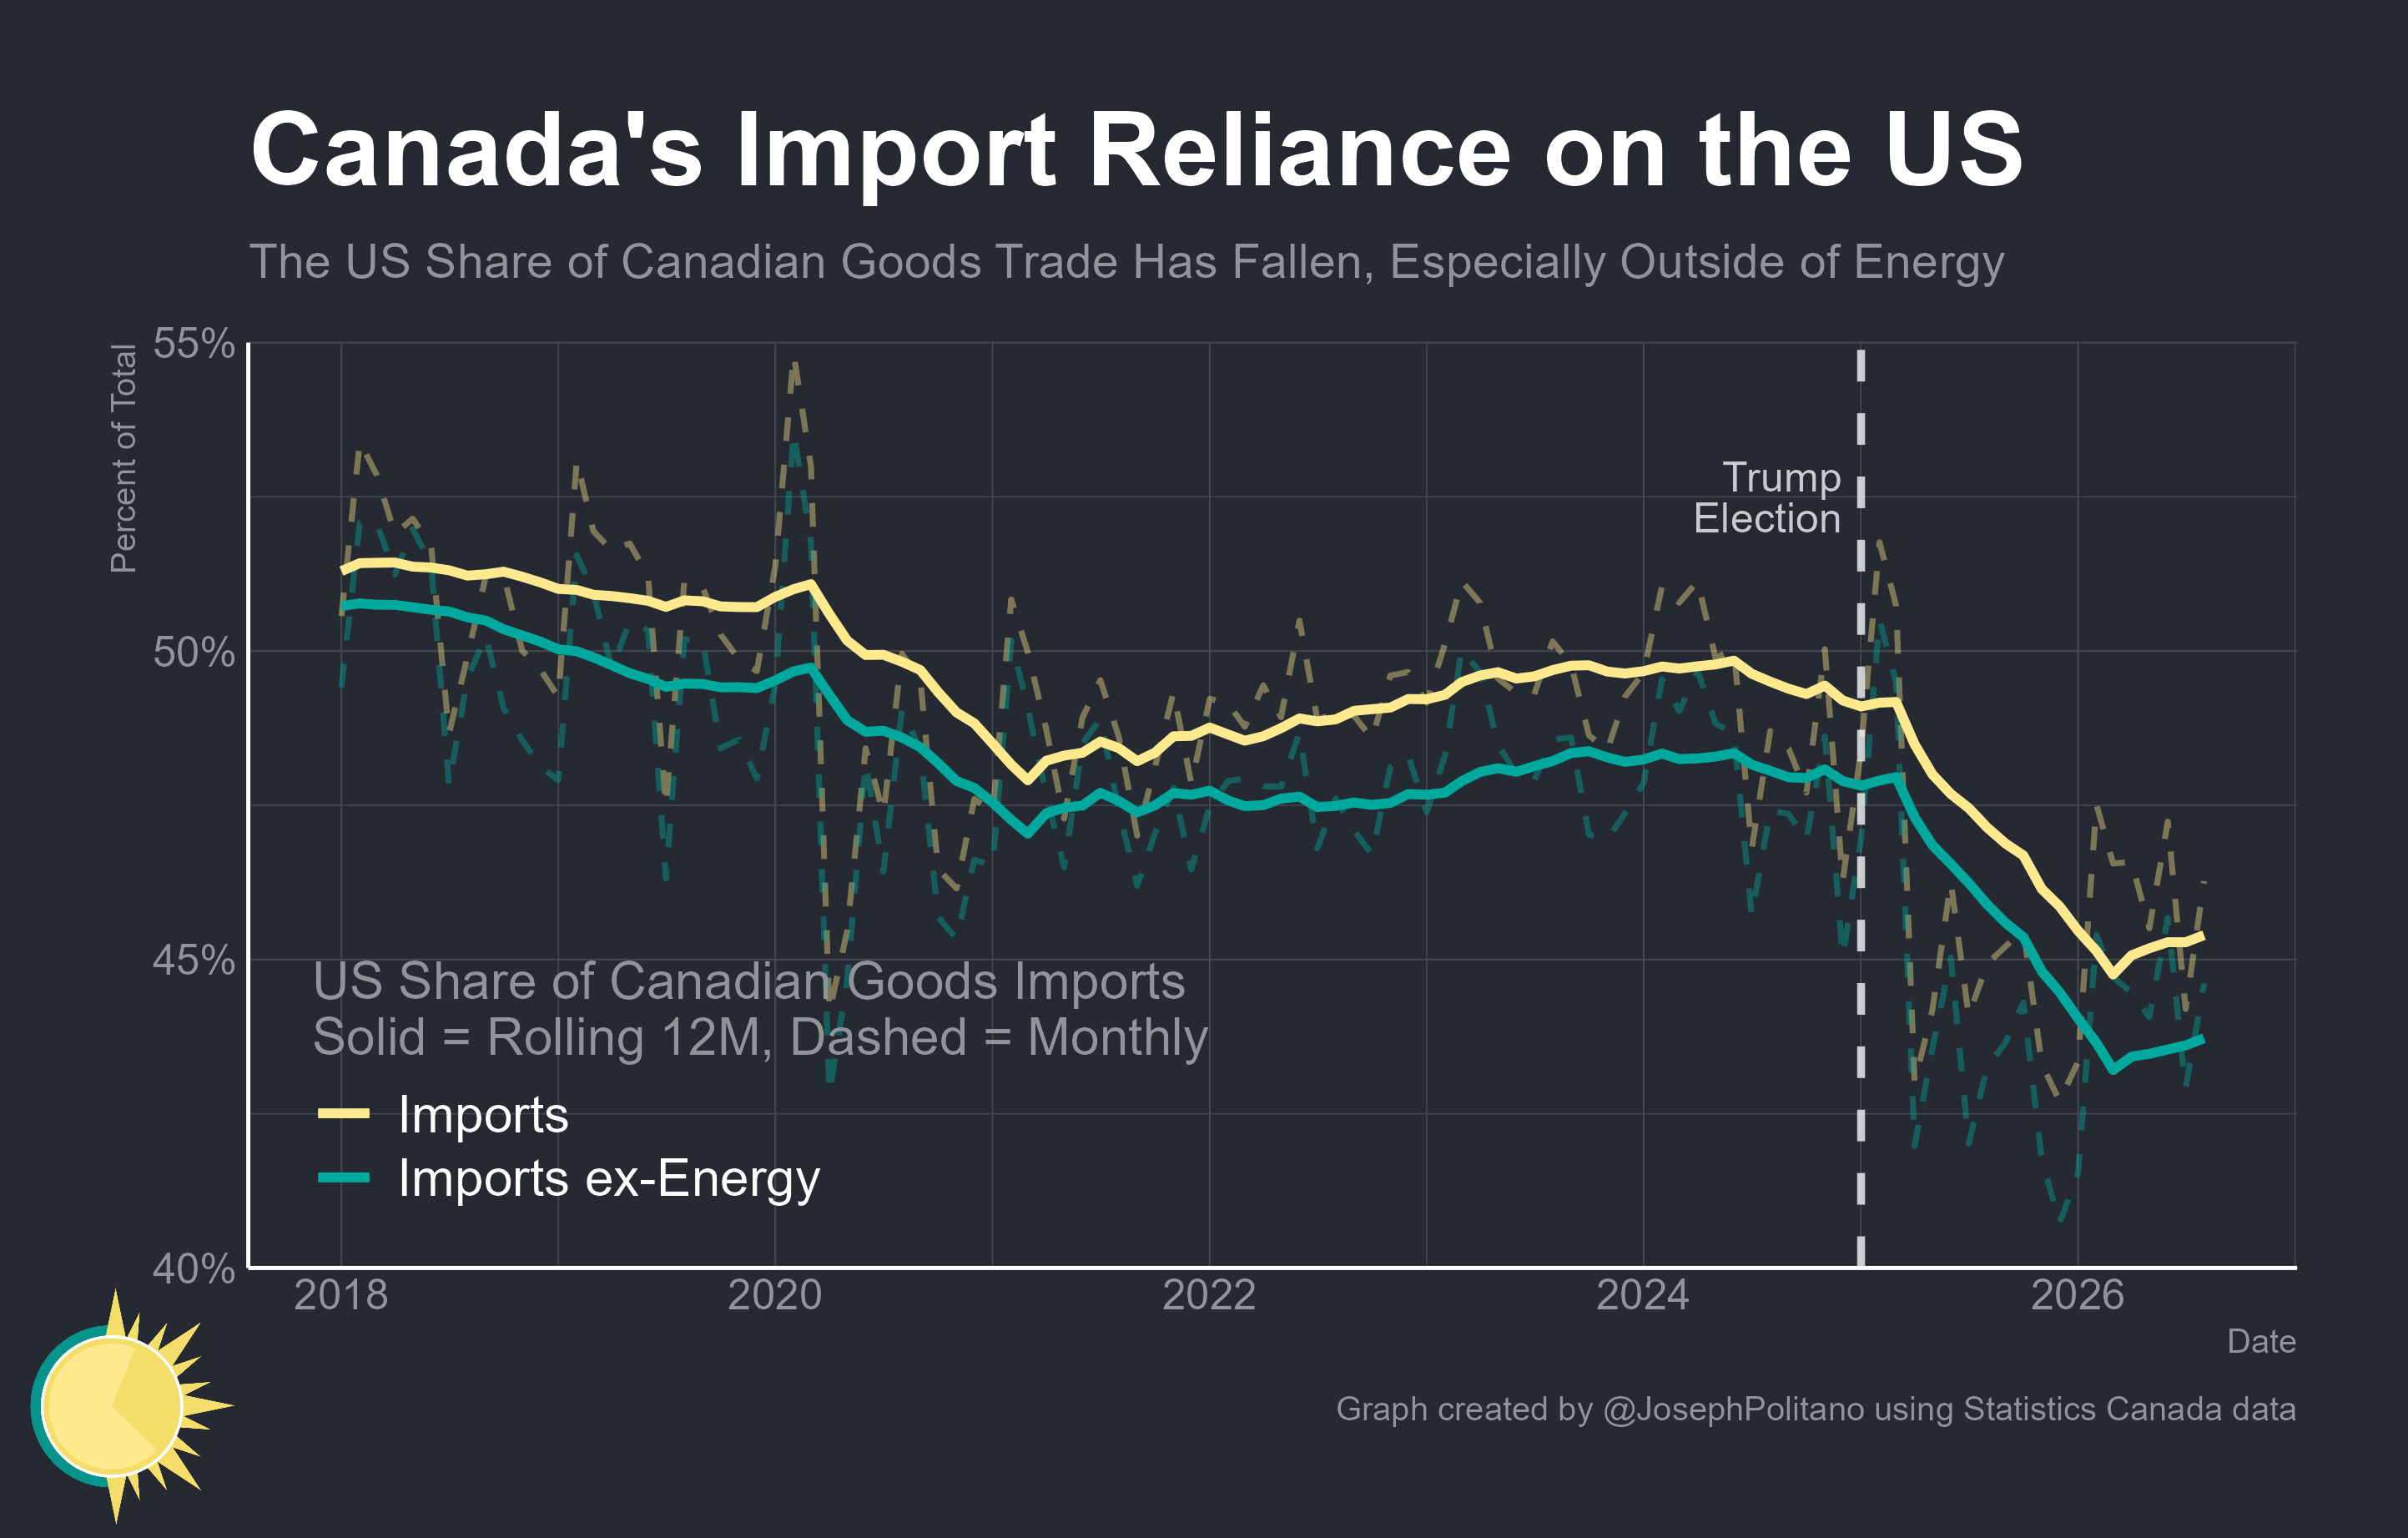 Canada's Import Reliance on the US
The US Share of Canadian Goods Trade Has Fallen, Especially Outside of Energy
Percent of Total
55%
50%
45%
40%
Trump
Election
US Share of Canadian Goods Imports
Solid = Rolling 12M, Dashed = Monthly
Imports
Imports ex-Energy
2018
2020
2022
2024
2026
Date
Graph created by @JosephPolitano using Statistics Canada data